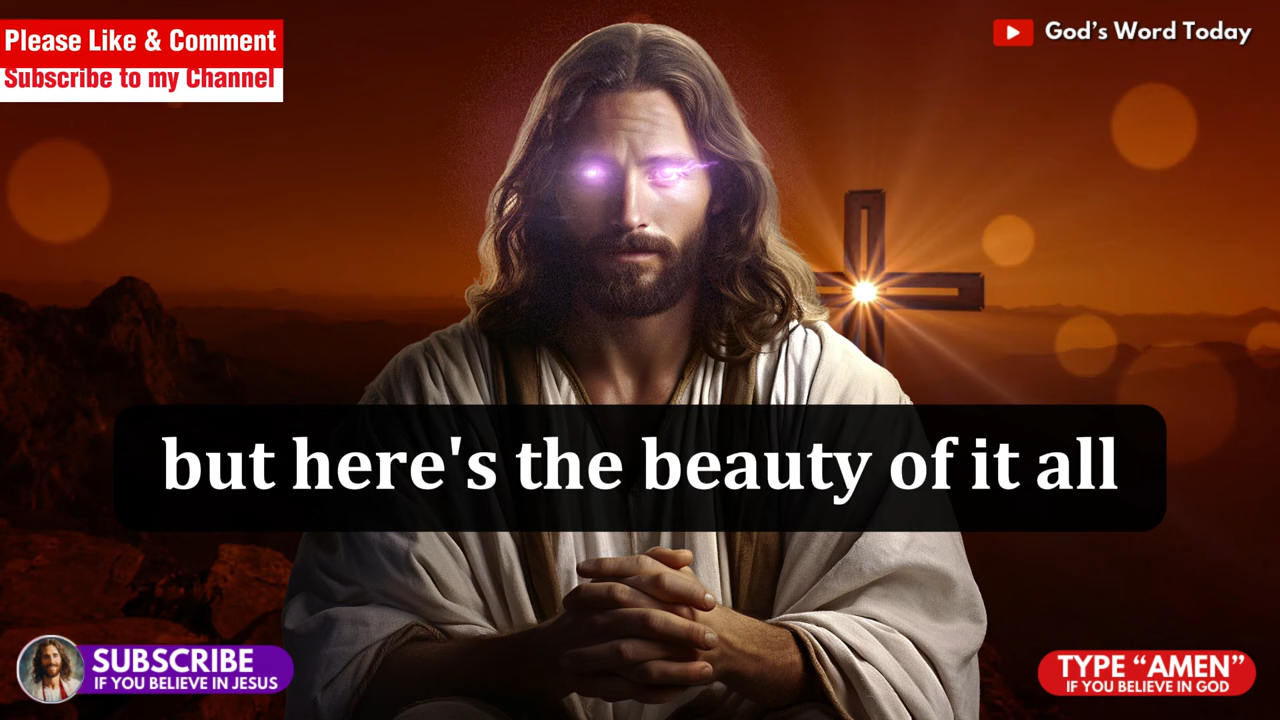 Please Like & Comment
Subscribe to my Channel
God's Word Today
but here's the beauty of it all
SUBSCRIBE
IF YOU BELIEVE IN JESUS
TYPE “AMEN”
IF YOU BELIEVE IN GOD